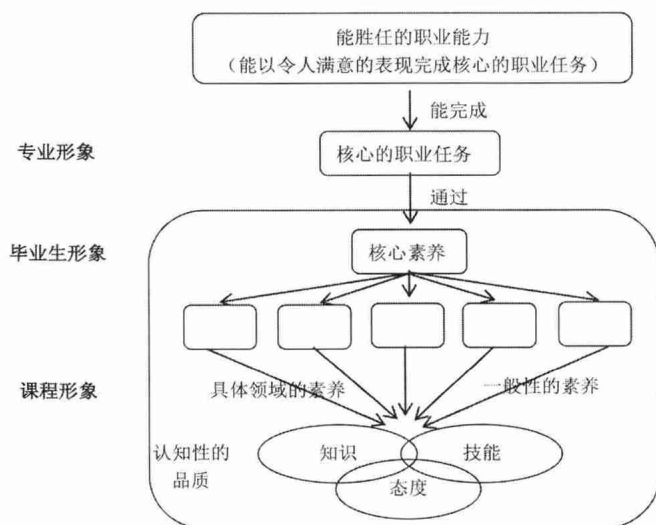 能胜任的职业能力
（能以令人满意的表现完成核心的职业任务）
能完成
专业形象
核心的职业任务
通过
毕业生形象
核心素养
课程形象
具体领域的素养
一般性的素养
认知性的
品质
知识
技能
态度